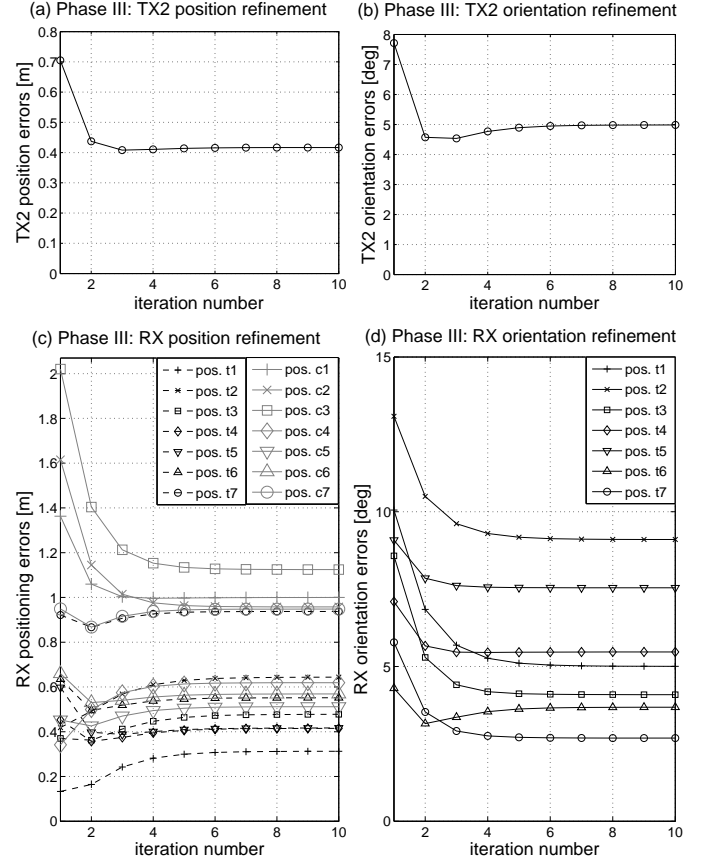 (a) Phase III: TX2 position refinement
TX2 position errors [m]
0.8
0.7
0.6
0.5
0.4
0.3
0.2
0.1
0
2 4 6 8 10
iteration number
(b) Phase III: TX2 orientation refinement
TX2 orientation errors [deg]
8
7
6
5
4
3
2
1
0
2 4 6 8 10
iteration number
(c) Phase III: RX position refinement
RX positioning errors [m]
2
1.8
1.6
1.4
1.2
1
0.8
0.6
0.4
0.2
0
pos. t1
pos. t2
pos. t3
pos. t4
pos. t5
pos. t6
pos. t7
pos. c1
pos. c2
pos. c3
pos. c4
pos. c5
pos. c6
pos. c7
2 4 6 8 10
iteration number
(d) Phase III: RX orientation refinement
RX orientation errors [deg]
15
10
5
0
pos. t1
pos. t2
pos. t3
pos. t4
pos. t5
pos. t6
pos. t7
2 4 6 8 10
iteration number